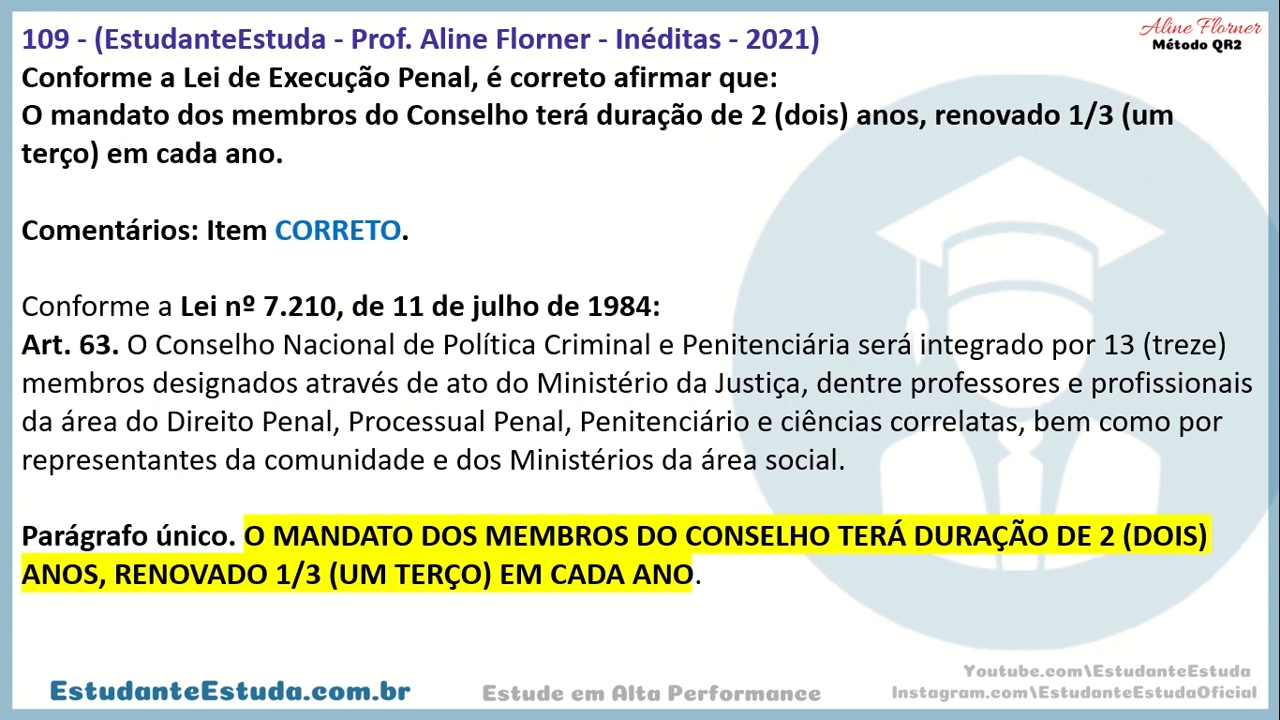 109 - (EstudanteEstuda - Prof. Aline Florner - Inéditas - 2021)
Aline Florner
Método QR2
Conforme a Lei de Execução Penal, é correto afirmar que:
O mandato dos membros do Conselho terá duração de 2 (dois) anos, renovado 1/3 (um
terço) em cada ano.
Comentários: Item CORRETO.
Conforme a Lei nº 7.210, de 11 de julho de 1984:
Art. 63. O Conselho Nacional de Política Criminal e Penitenciária será integrado por 13 (treze)
membros designados através de ato do Ministério da Justiça, dentre professores e profissionais
da área do Direito Penal, Processual Penal, Penitenciário e ciências correlatas, bem como por
representantes da comunidade e dos Ministérios da área social.
Parágrafo único. O MANDATO DOS MEMBROS DO CONSELHO TERÁ DURAÇÃO DE 2 (DOIS)
ANOS, RENOVADO 1/3 (UM TERÇO) EM CADA ANO.
EstudanteEstuda.com.br
Estude em Alta Performance
Youtube.com\EstudanteEstuda
Instagram.com\EstudanteEstudaOficial